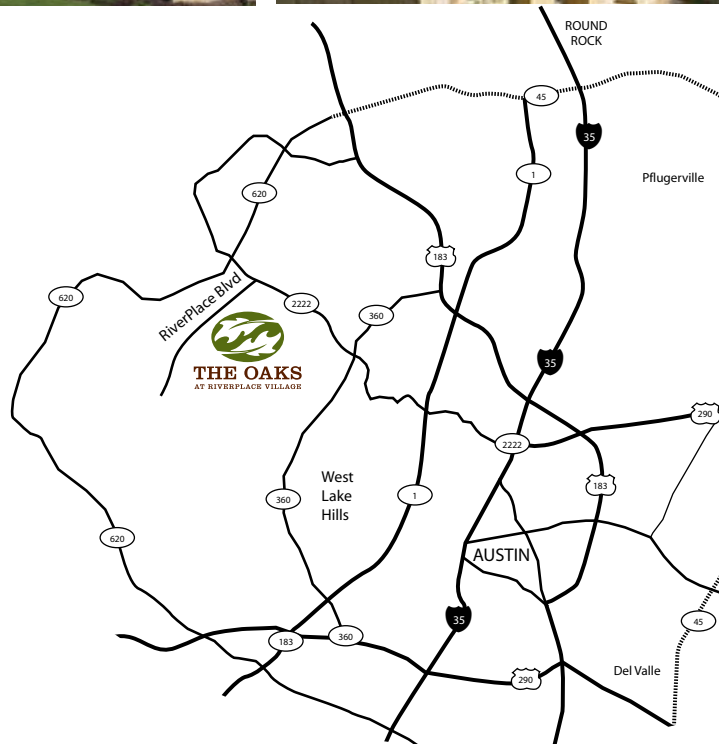 ROUND
ROCK
45
35
1
Pflugerville
620
183
620
RiverPlace Blvd
2222
360
THE OAKS
AT RIVERPLACE VILLAGE
35
290
2222
360
West
Lake
Hills
1
183
620
AUSTIN
35
45
183
360
Del Valle
290